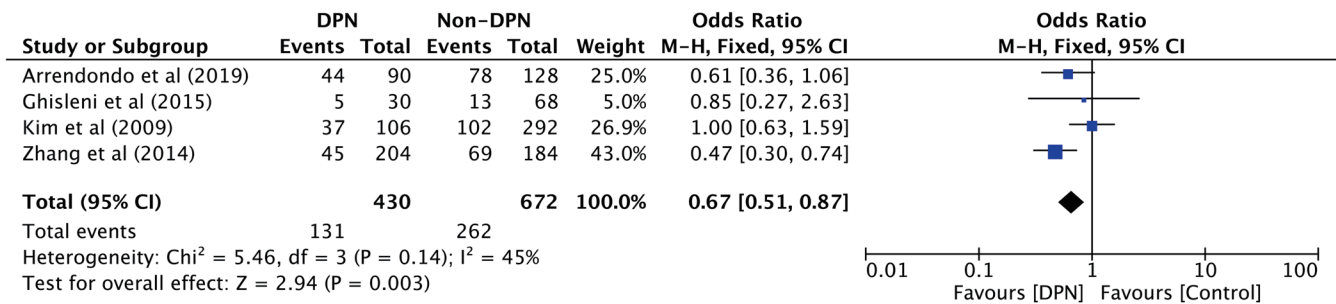 DPN Non-DPN Odds Ratio Odds Ratio
Study or Subgroup Events Total Events Total Weight M-H, Fixed, 95% CI M-H, Fixed, 95% CI
Arrendondo et al (2019) 44 90 78 128 25.0% 0.61 [0.36, 1.06]
Ghisleni et al (2015) 5 30 13 68 5.0% 0.85 [0.27, 2.63]
Kim et al (2009) 37 106 102 292 26.9% 1.00 [0.63, 1.59]
Zhang et al (2014) 45 204 69 184 43.0% 0.47 [0.30, 0.74]
Total (95% CI) 430 672 100.0% 0.67 [0.51, 0.87]
Total events 131 262
Heterogeneity: Chi² = 5.46, df = 3 (P = 0.14); I² = 45%
Test for overall effect: Z = 2.94 (P = 0.003)
0.01 0.1 1 10 100
Favours [DPN] Favours [Control]